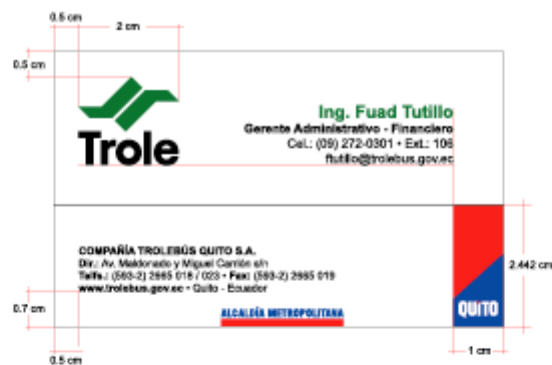 0.5 cm
2 cm
0.5 cm
Trole
Ing. Fuad Tutillo
Gerente Administrativo - Financiero
Cel.: (09) 272-0301 • Ext.: 106
ftutillo@trolebus.gov.ec
COMPAÑÍA TROLEBÚS QUITO S.A.
Dir.: Av. Maldonado y Miguel Carrión s/n
Telfs.: (593-2) 2665 016 / 023 • Fax: (593-2) 2665 019
www.trolebus.gov.ec • Quito - Ecuador
ALCALDÍA METROPOLITANA
QUITO
2.442 cm
0.7 cm
0.5 cm
1 cm